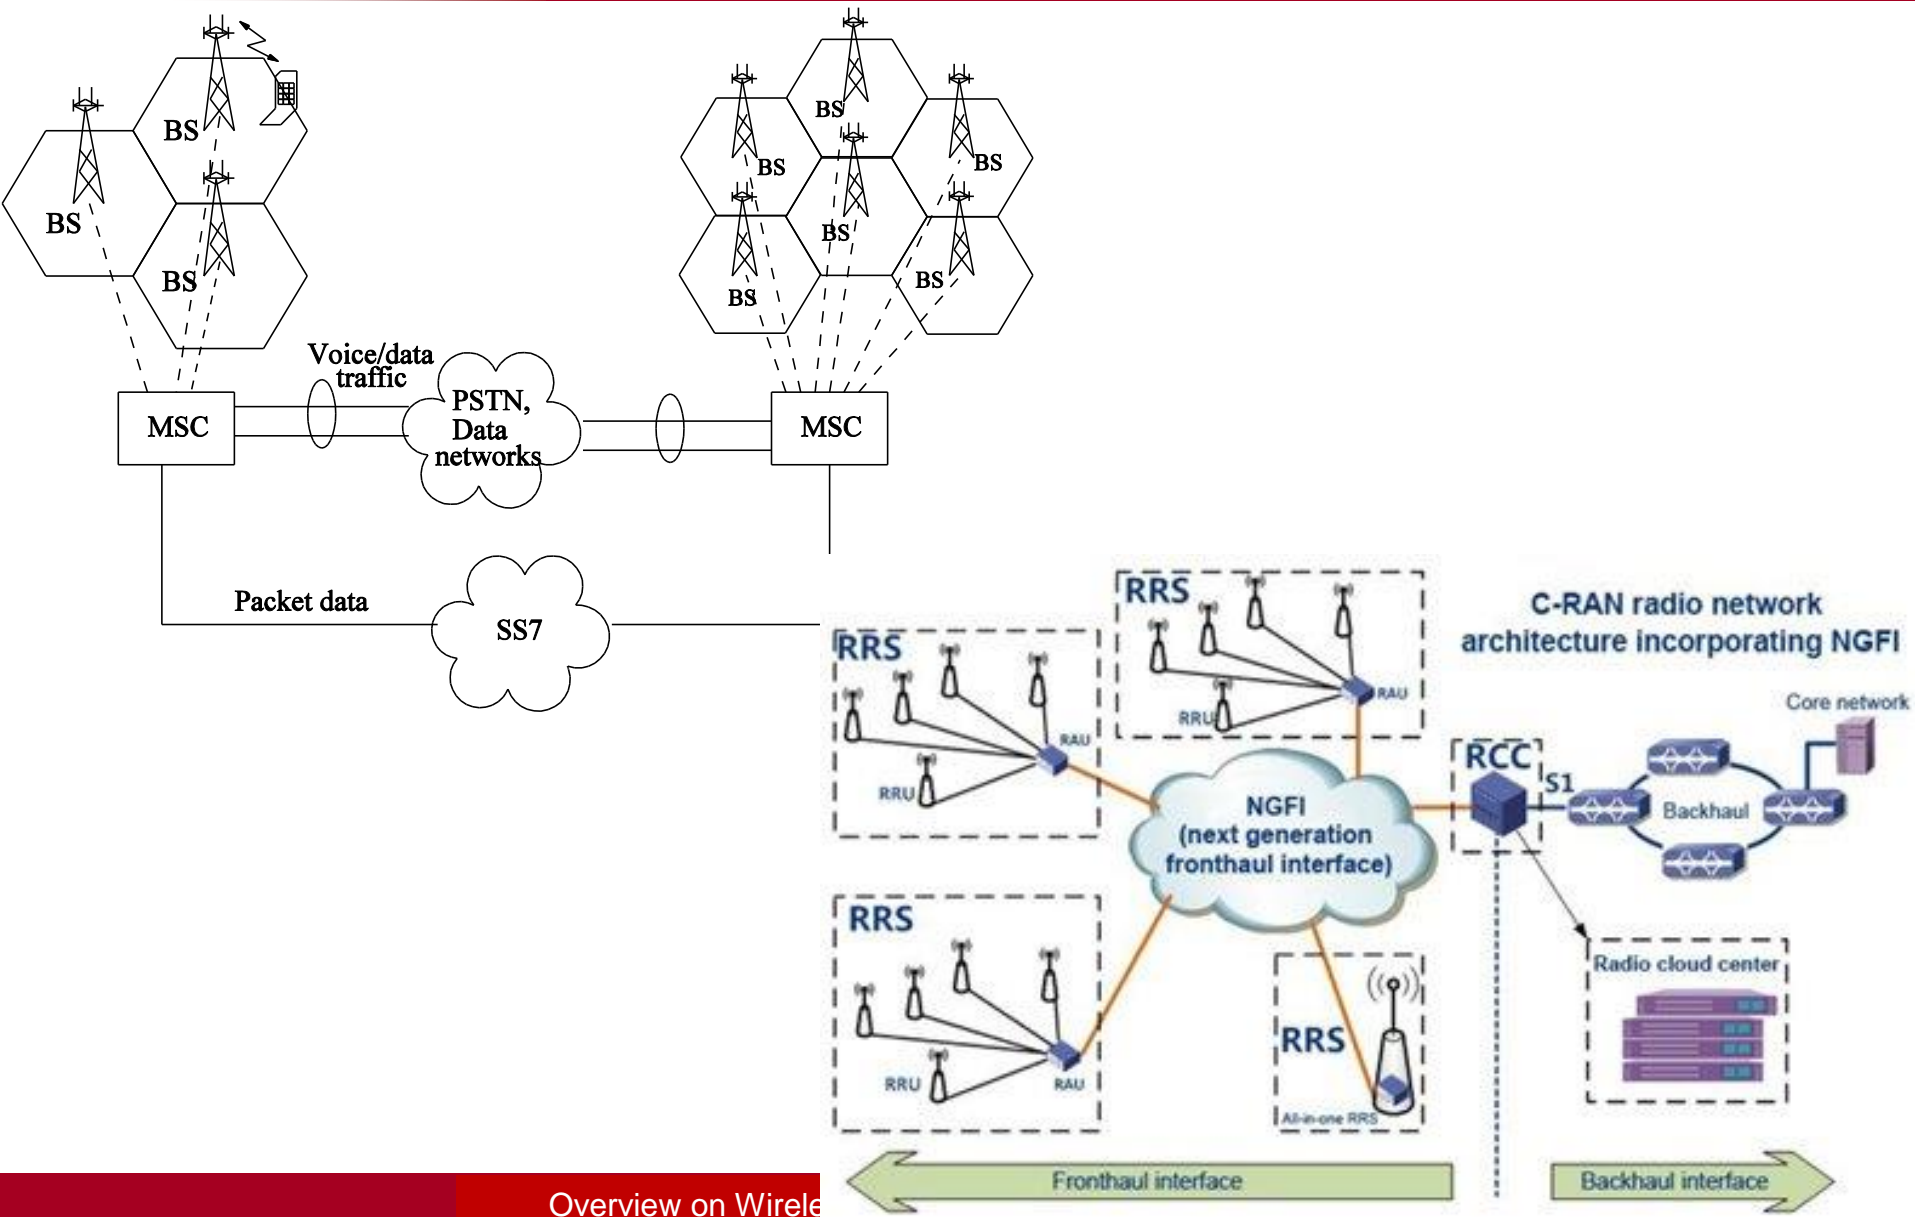 BS
BS
BS
BS
BS
BS
BS
BS
BS
BS
Voice/data
traffic
PSTN,
Data
networks
MSC
MSC
Packet data
SS7
RRS
RAU
RRU
RRS
RAU
RRU
C-RAN radio network
architecture incorporating NGFI
Core network
RCC
S1
Backhaul
NGFI
(next generation
fronthaul interface)
RRS
RRU
RAU
RRS
All-in-one RRS
Radio cloud center
Fronthaul interface
Backhaul interface
Overview on Wirele